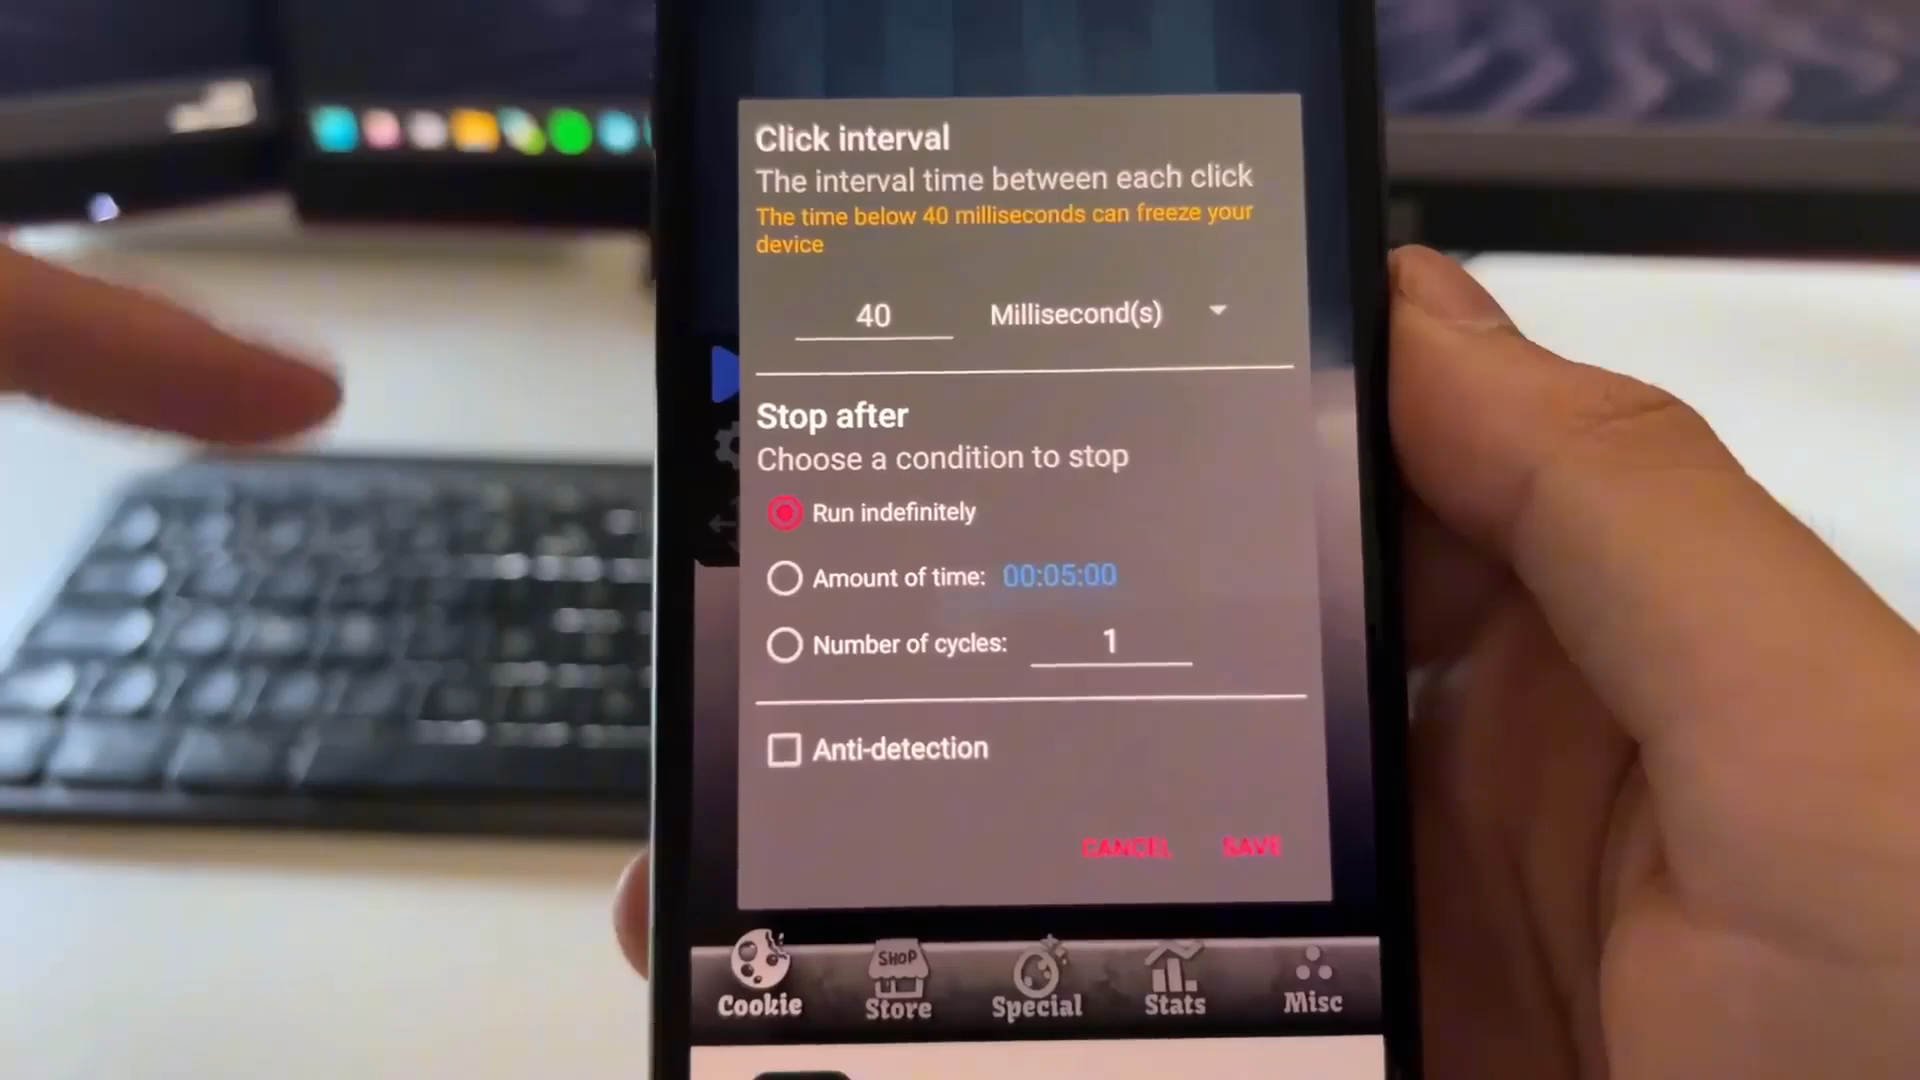 Click interval
The interval time between each click
The time below 40 milliseconds can freeze your
device
40 Millisecond(s)
Stop after
Choose a condition to stop
Run indefinitely
Amount of time: 00:05:00
Number of cycles: 1
Anti-detection
CANCEL SAVE
SHOP
Cookie Store Special Stats Misc